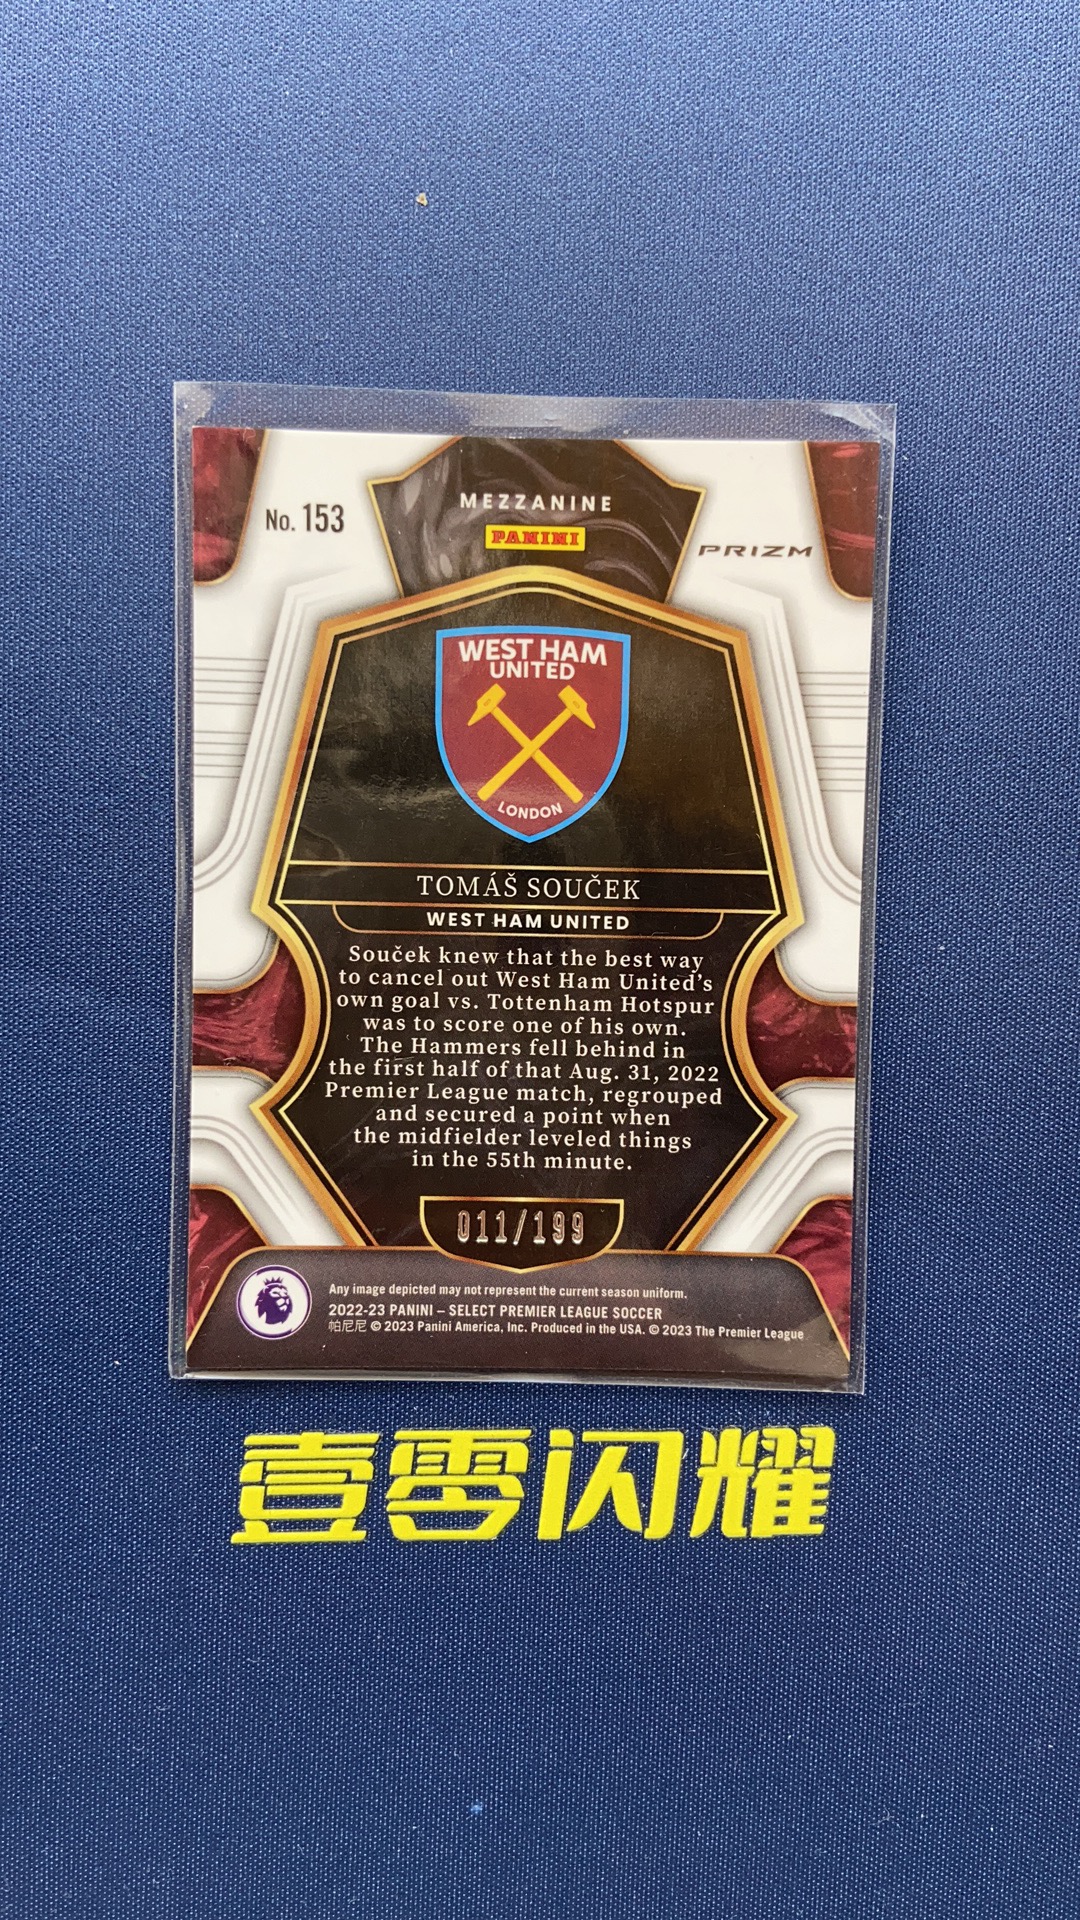 MEZZANINE
No. 153
PANINI
PRIZM
WEST HAM
UNITED
LONDON
TOMÁŠ SOUČEK
WEST HAM UNITED
Souček knew that the best way
to cancel out West Ham United's
own goal vs. Tottenham Hotspur
was to score one of his own.
The Hammers fell behind in
the first half of that Aug. 31, 2022
Premier League match, regrouped
and secured a point when
the midfielder leveled things
in the 55th minute.
011/199
Any image depicted may not represent the current season uniform.
2022-23 PANINI – SELECT PREMIER LEAGUE SOCCER
帕尼尼 © 2023 Panini America, Inc. Produced in the USA. © 2023 The Premier League
壹零闪耀